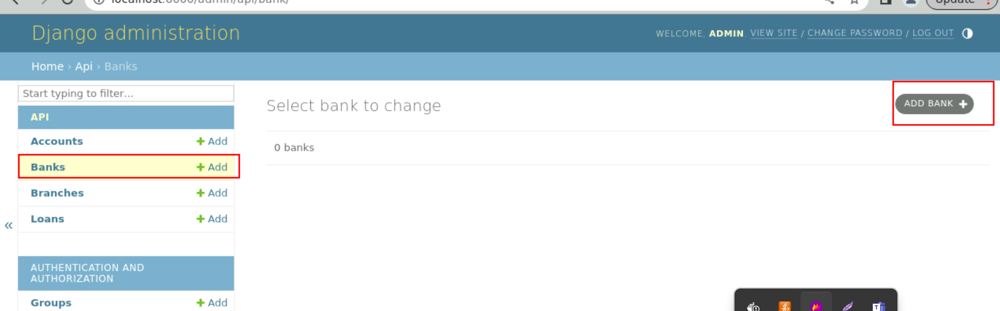 localhost:8000/admin/api/bank/
Update
Django administration
WELCOME, ADMIN. VIEW SITE / CHANGE PASSWORD / LOG OUT
Home › Api › Banks
Start typing to filter...
API
Accounts + Add
Banks + Add
Branches + Add
Loans + Add
«
AUTHENTICATION AND
AUTHORIZATION
Groups + Add
Select bank to change
ADD BANK +
0 banks